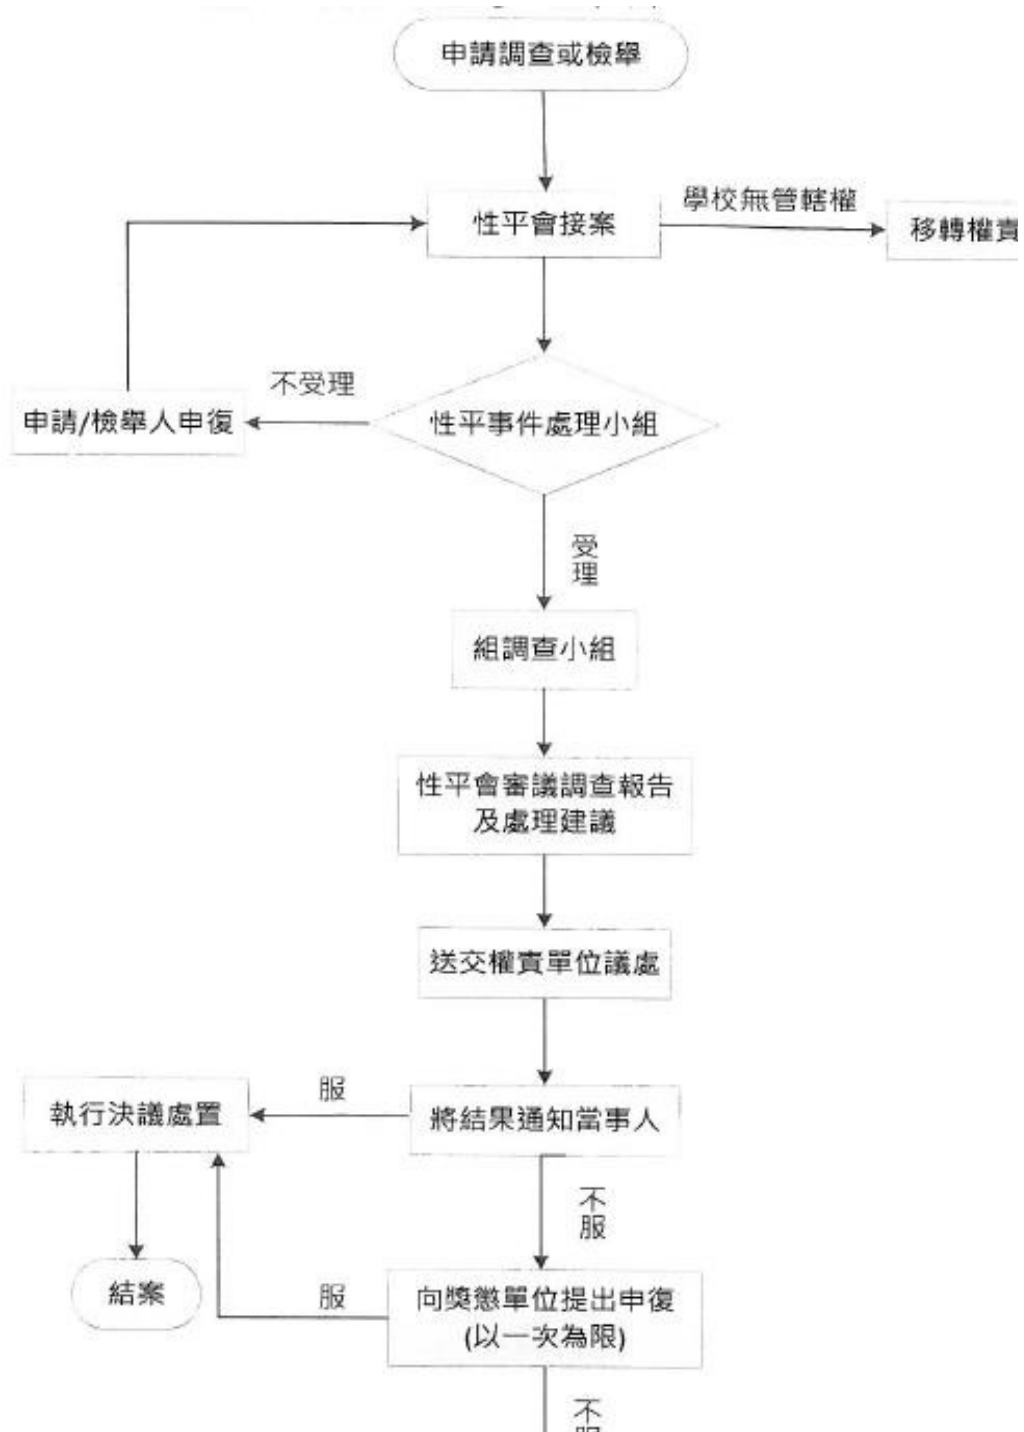 申請調查或檢舉
性平會接案
學校無管轄權
移轉權責
不受理
申請/檢舉人申復
性平事件處理小組
受理
組調查小組
性平會審議調查報告
及處理建議
送交權責單位議處
服
執行決議處置
將結果通知當事人
不服
結案
服
向獎懲單位提出申復
(以一次為限)
不